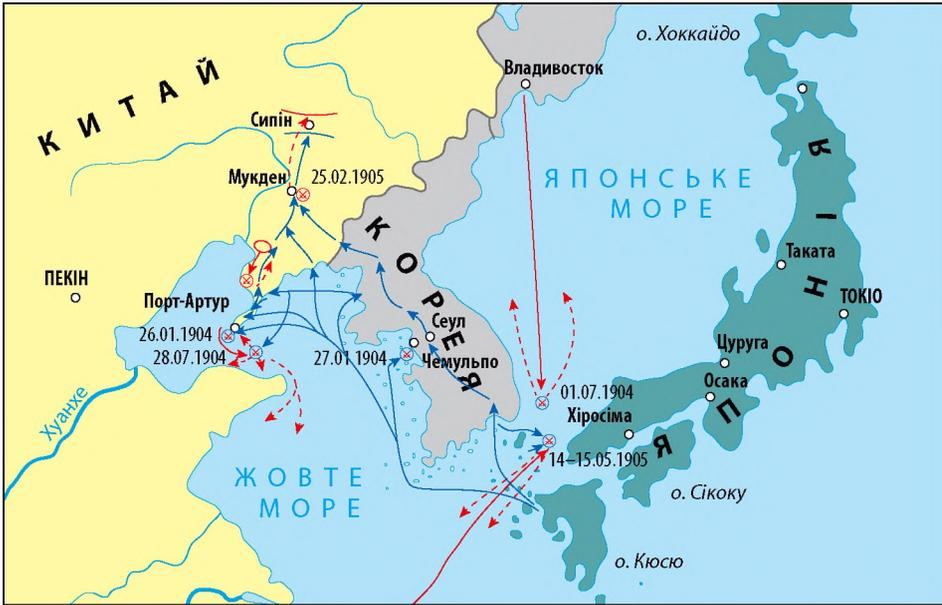 о. Хоккайдо
КИТАЙ
Владивосток
Сипін
Мукден
25.02.1905
ЯПОНСЬКЕ
МОРЕ
КОРЕЯ
ЯПОНІЯ
ПЕКІН
Таката
ТОКІО
Порт-Артур
26.01.1904
28.07.1904
27.01.1904
Сеул
Чемульпо
Цуруга
Осака
01.07.1904
Хіросіма
14–15.05.1905
Хуанхе
ЖОВТЕ
МОРЕ
о. Сікоку
о. Кюсю